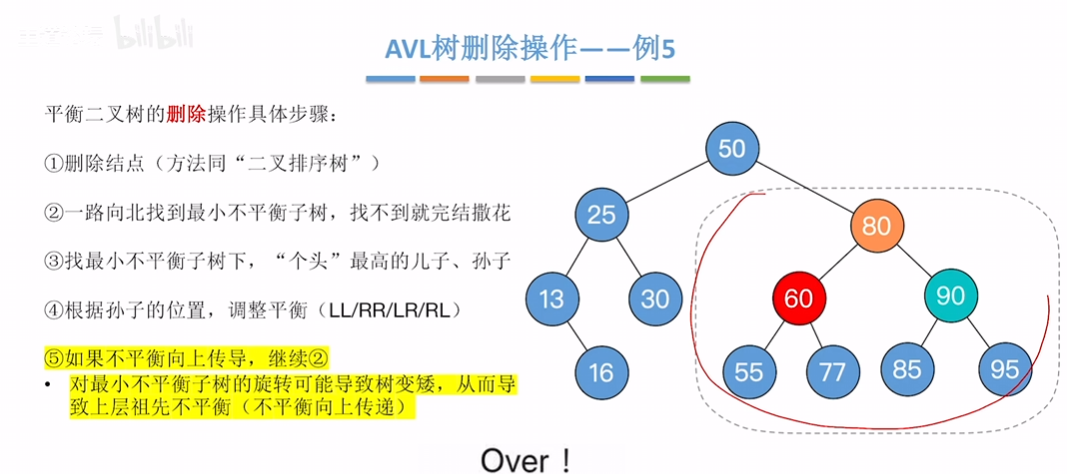 bilibili
AVL树删除操作——例5
平衡二叉树的删除操作具体步骤：
①删除结点（方法同“二叉排序树”）
②一路向北找到最小不平衡子树，找不到就完结撒花
③找最小不平衡子树下，“个头”最高的儿子、孙子
④根据孙子的位置，调整平衡（LL/RR/LR/RL）
⑤如果不平衡向上传导，继续②
• 对最小不平衡子树的旋转可能导致树变矮，从而导
致上层祖先不平衡（不平衡向上传递）
50
25
80
13
30
60
90
16
55
77
85
95
Over！